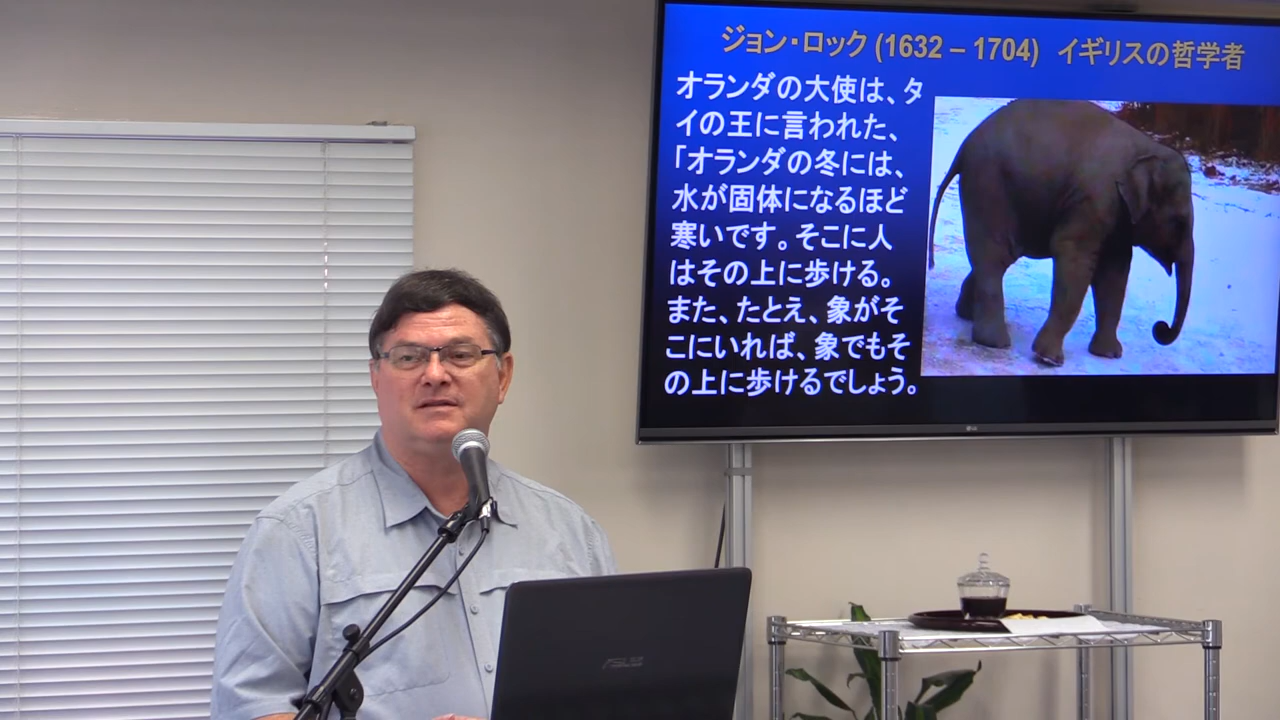 ジョン・ロック (1632 – 1704) イギリスの哲学者
オランダの大使は、タ
イの王に言われた、
「オランダの冬には、
水が固体になるほど
寒いです。そこに人
はその上に歩ける。
また、たとえ、象がそ
こにいれば、象でもそ
の上に歩けるでしょう。
LG
ASUS